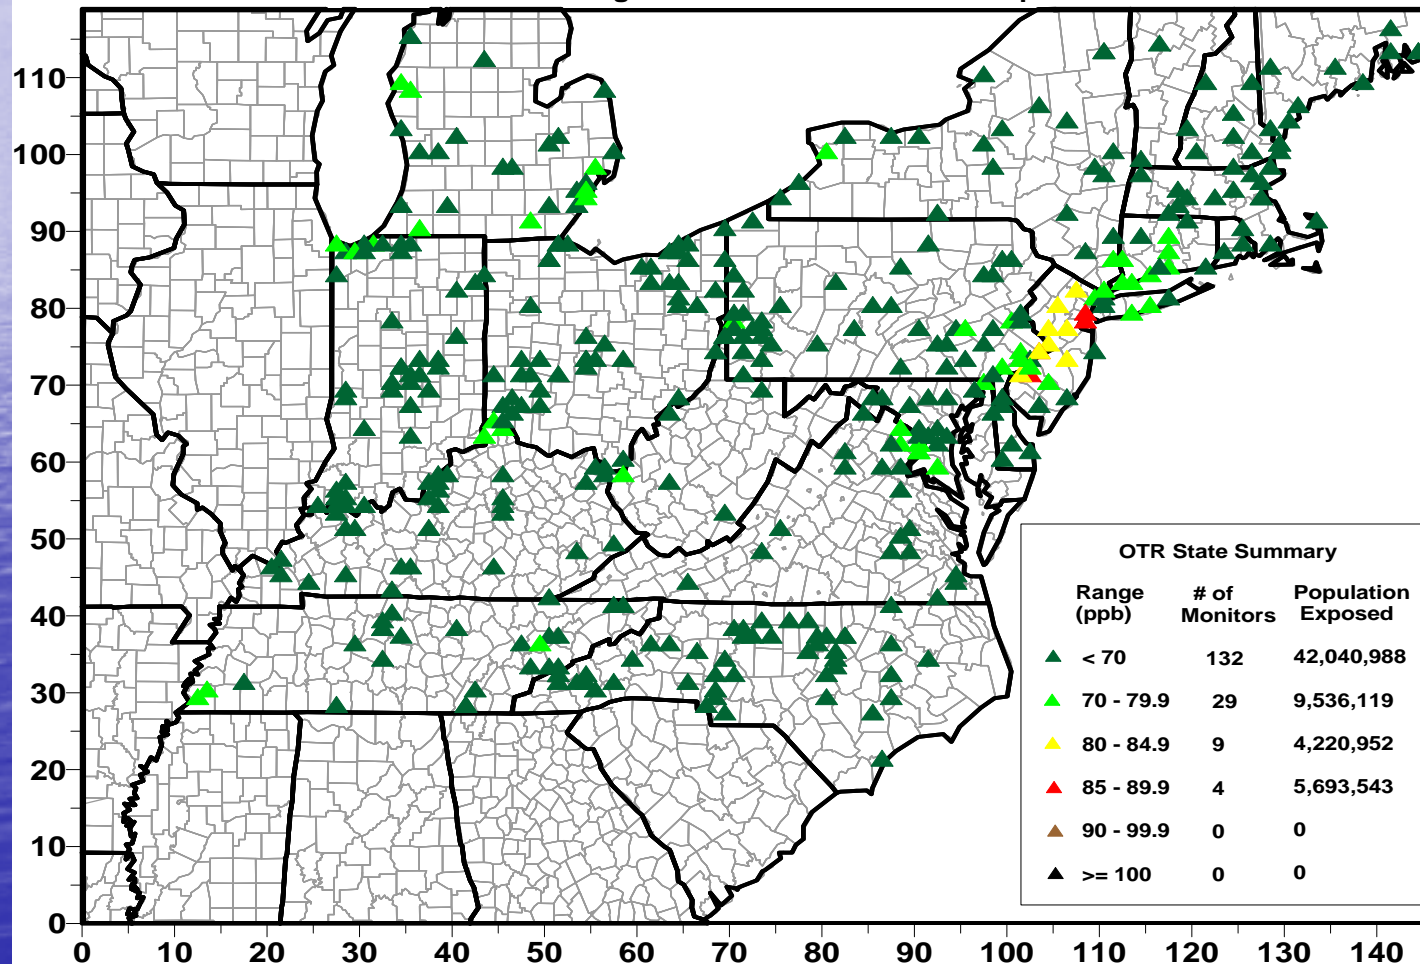 110
100
90
80
70
60
50
40
30
20
10
0
0 10 20 30 40 50 60 70 80 90 100 110 120 130 140
OTR State Summary
Range (ppb) # of Monitors Population Exposed
< 70 132 42,040,988
70 - 79.9 29 9,536,119
80 - 84.9 9 4,220,952
85 - 89.9 4 5,693,543
90 - 99.9 0 0
>= 100 0 0